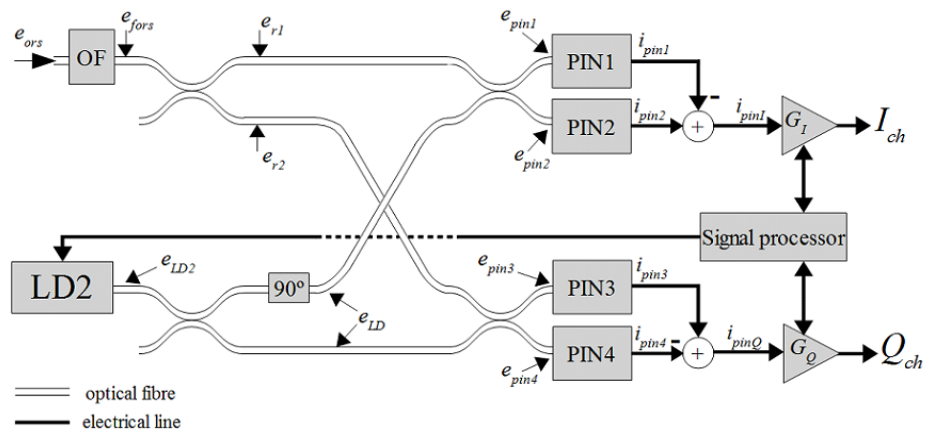 e_ors
OF
e_fors
e_r1
e_r2
e_pin1
PIN1
i_pin1
-
e_pin2
PIN2
i_pin2
+
i_pinI
G_I
I_ch
Signal processor
LD2
e_LD2
90º
e_LD
e_pin3
PIN3
i_pin3
e_pin4
PIN4
i_pin4
-
+
i_pinQ
G_Q
Q_ch
optical fibre
electrical line